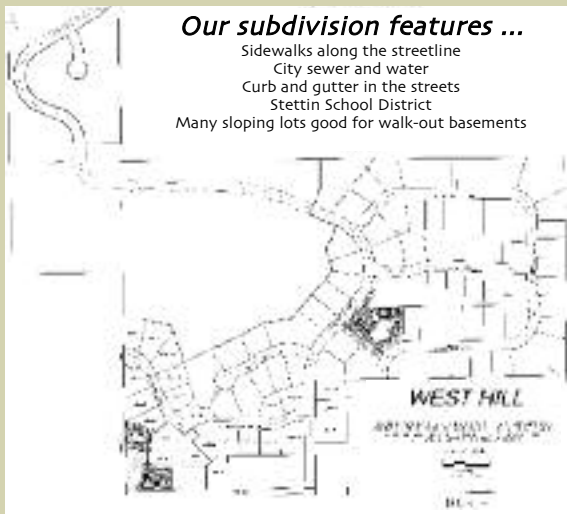 Our subdivision features ...
Sidewalks along the streetline
City sewer and water
Curb and gutter in the streets
Stettin School District
Many sloping lots good for walk-out basements
WEST HILL